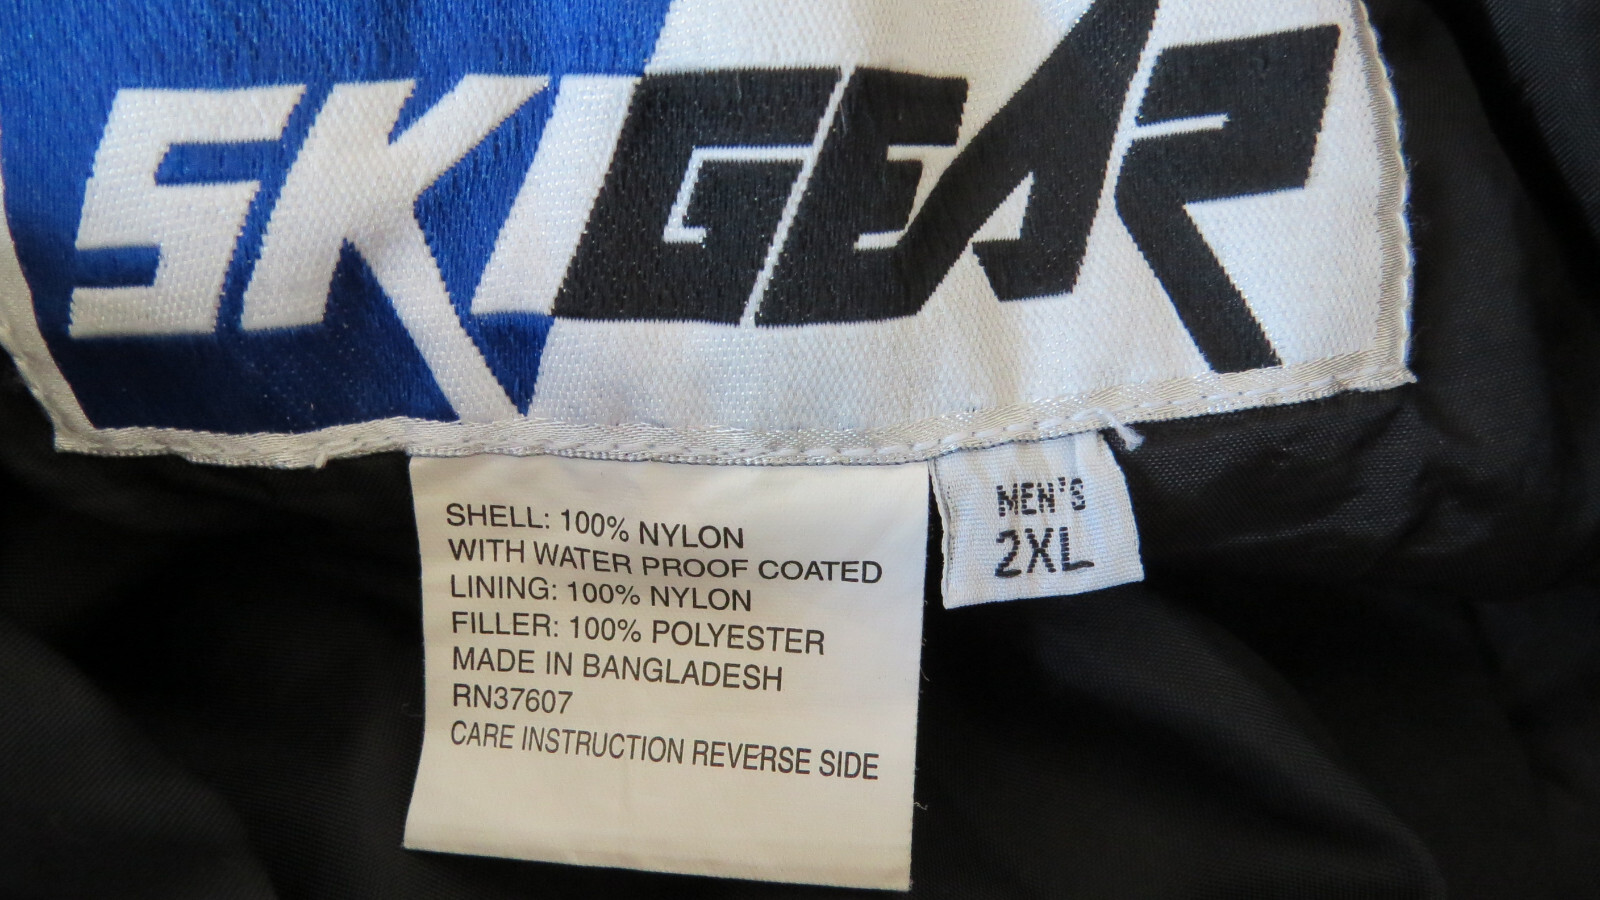 SKIGEAR
SHELL: 100% NYLON
WITH WATER PROOF COATED
LINING: 100% NYLON
FILLER: 100% POLYESTER
MADE IN BANGLADESH
RN37607
CARE INSTRUCTION REVERSE SIDE
MEN'S
2XL